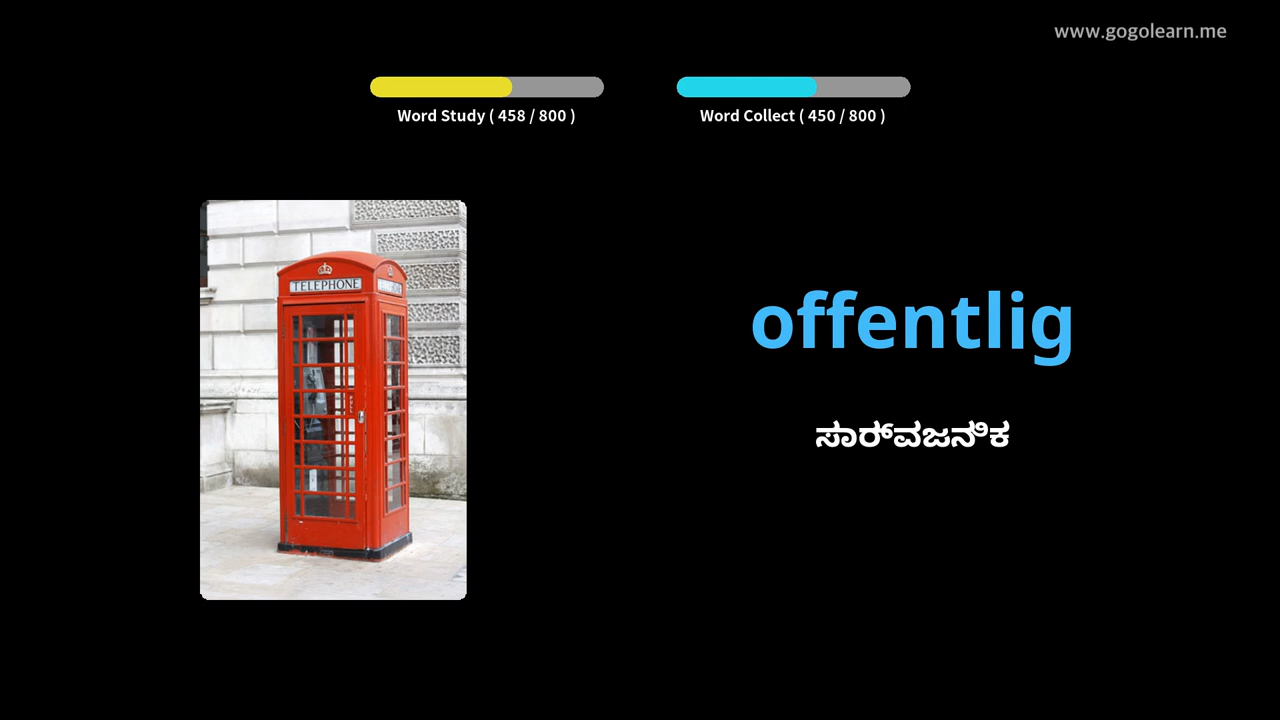 www.gogolearn.me
Word Study ( 458 / 800 )
Word Collect ( 450 / 800 )
TELEPHONE
offentlig
ಸಾರ್ವಜನಿಕ